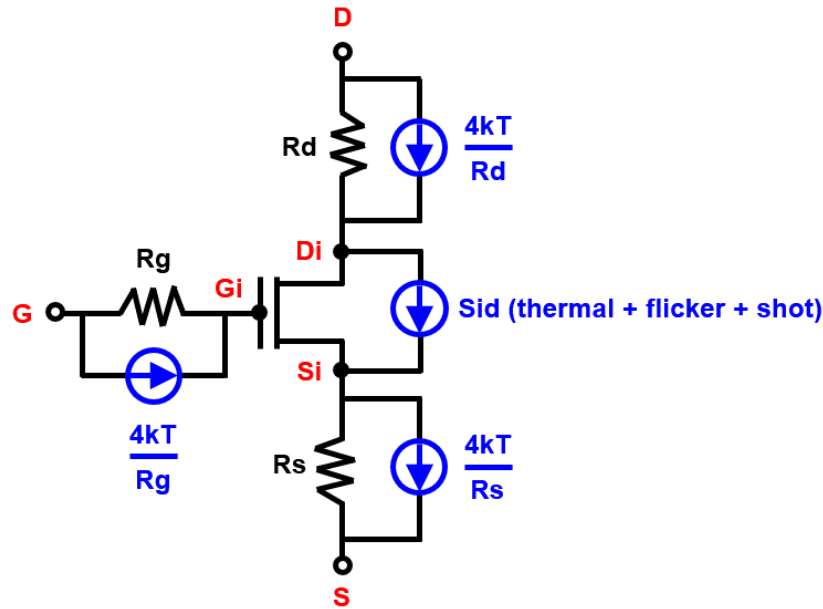 D
Rd
4kT
Rd
Di
Rg
Gi
G
Sid (thermal + flicker + shot)
Si
4kT
Rg
Rs
4kT
Rs
S